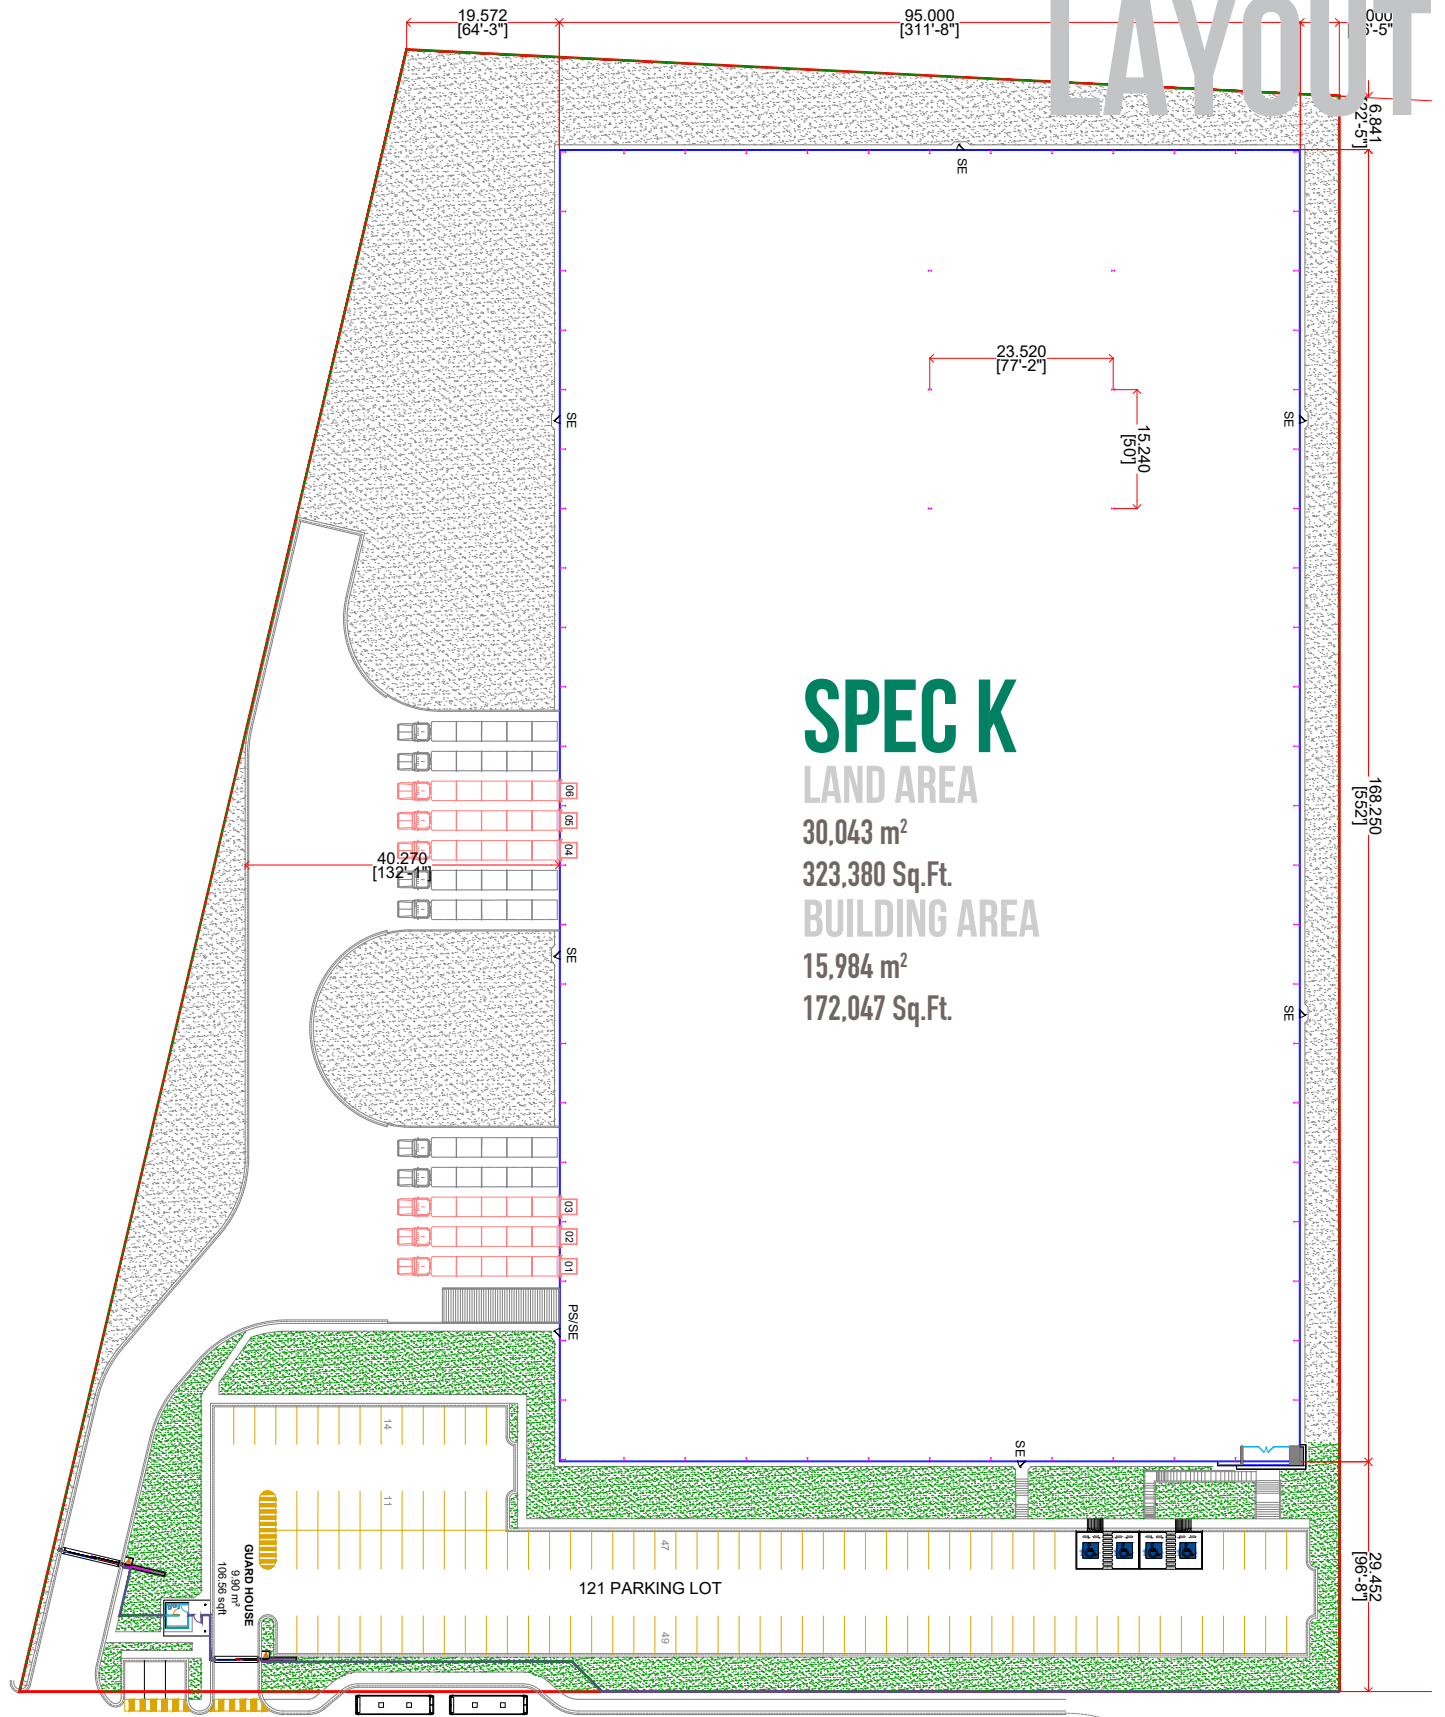 LAYOUT
19.572
[64'-3"]
95.000
[311'-8"]
6.841
SE
23.520
[77'-2"]
15.240
[50']
SE
SE
SPEC K
LAND AREA
30,043 m²
323,380 Sq.Ft.
BUILDING AREA
15,984 m²
172,047 Sq.Ft.
168.250
[552']
06
05
04
40.270
[132'-1"]
SE
SE
03
02
01
PS/SE
SE
14
11
47
121 PARKING LOT
49
GUARD HOUSE
9.90 m²
106.56 sqft
29.452
[96'-8"]